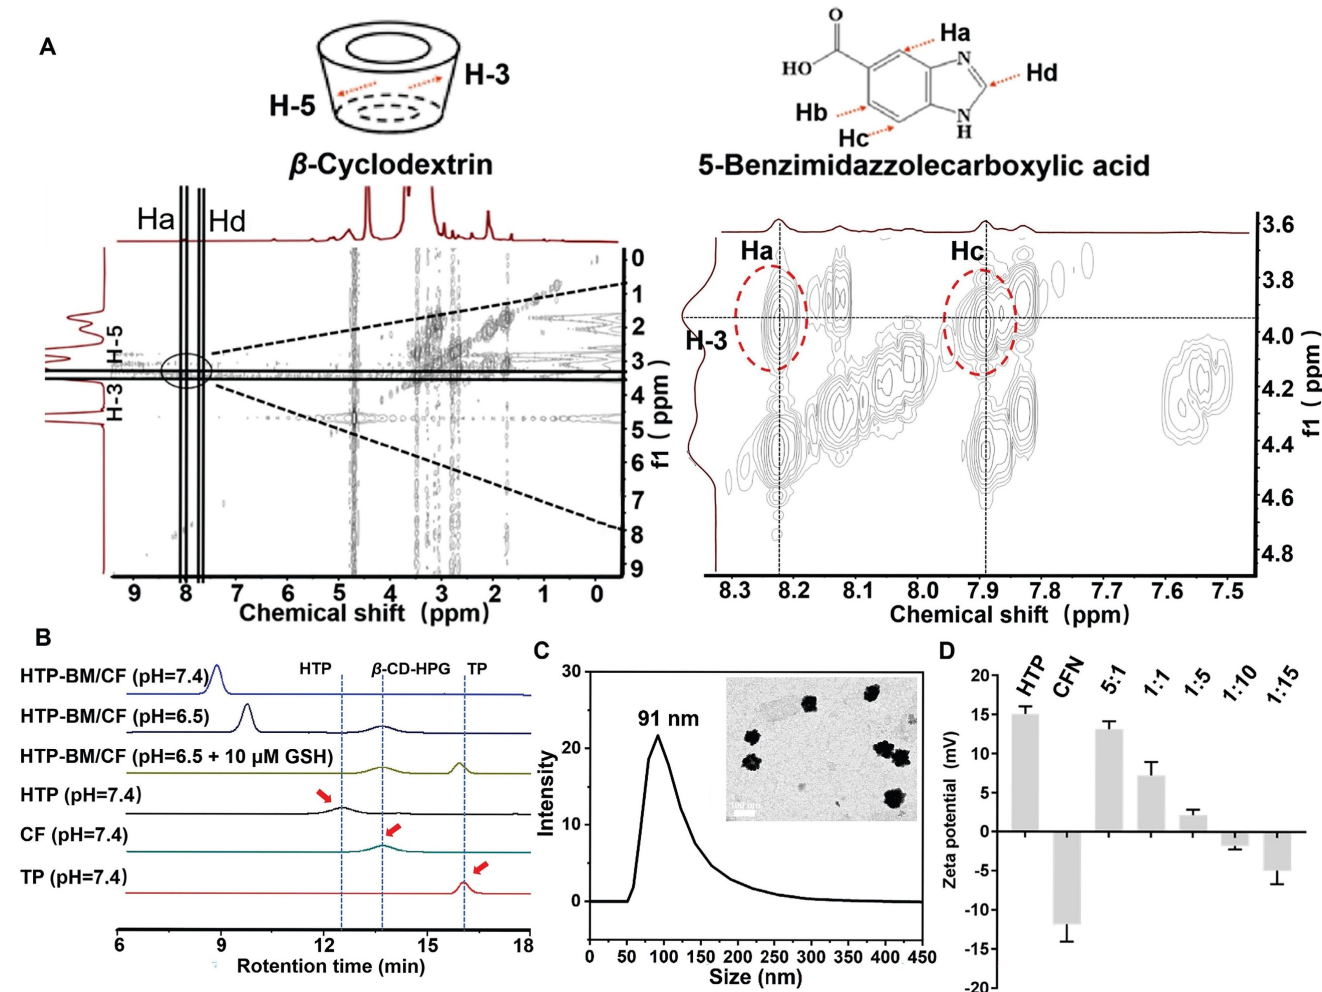 A
H-3
H-5
β-Cyclodextrin
O
HO
N
N
H
Ha
Hd
Hb
Hc
5-Benzimidazzolecarboxylic acid
Ha
Hd
H-5
H-3
0
1
2
3
4
5
6
7
8
9
f1 ( ppm)
9
8
7
6
5
4
3
2
1
0
Chemical shift (ppm)
Ha
Hc
H-3
3.6
3.8
4.0
4.2
4.4
4.6
4.8
f1 ( ppm)
8.3
8.2
8.1
8.0
7.9
7.8
7.7
7.6
7.5
Chemical shift (ppm)
B
HTP
β-CD-HPG
TP
HTP-BM/CF (pH=7.4)
HTP-BM/CF (pH=6.5)
HTP-BM/CF (pH=6.5 + 10 μM GSH)
HTP (pH=7.4)
CF (pH=7.4)
TP (pH=7.4)
6
9
12
15
18
Rotention time (min)
C
30
20
10
0
Intensity
91 nm
100 nm
0
50
100
150
200
250
300
350
400
450
Size (nm)
D
HTP
CFN
5:1
1:1
1:5
1:10
1:15
20
15
10
5
0
-5
-10
-15
-20
Zeta potential (mV)